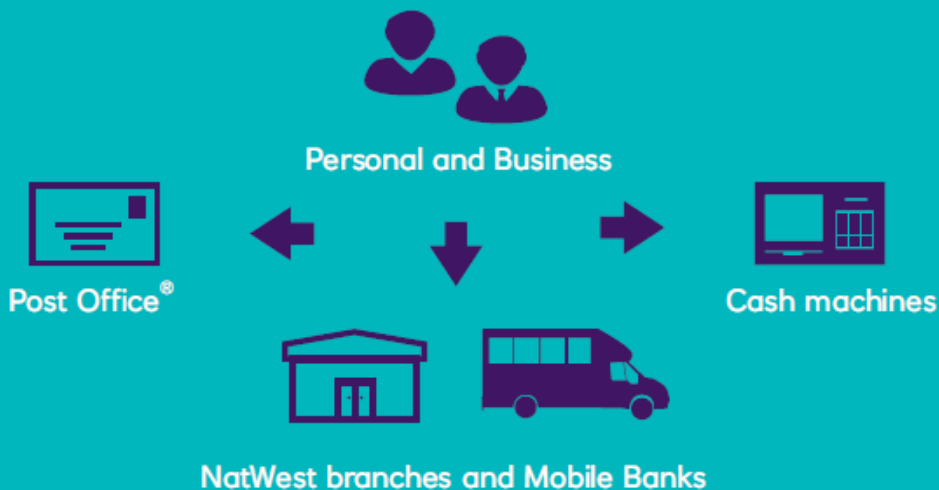 Personal and Business
Post Office®
Cash machines
NatWest branches and Mobile Banks